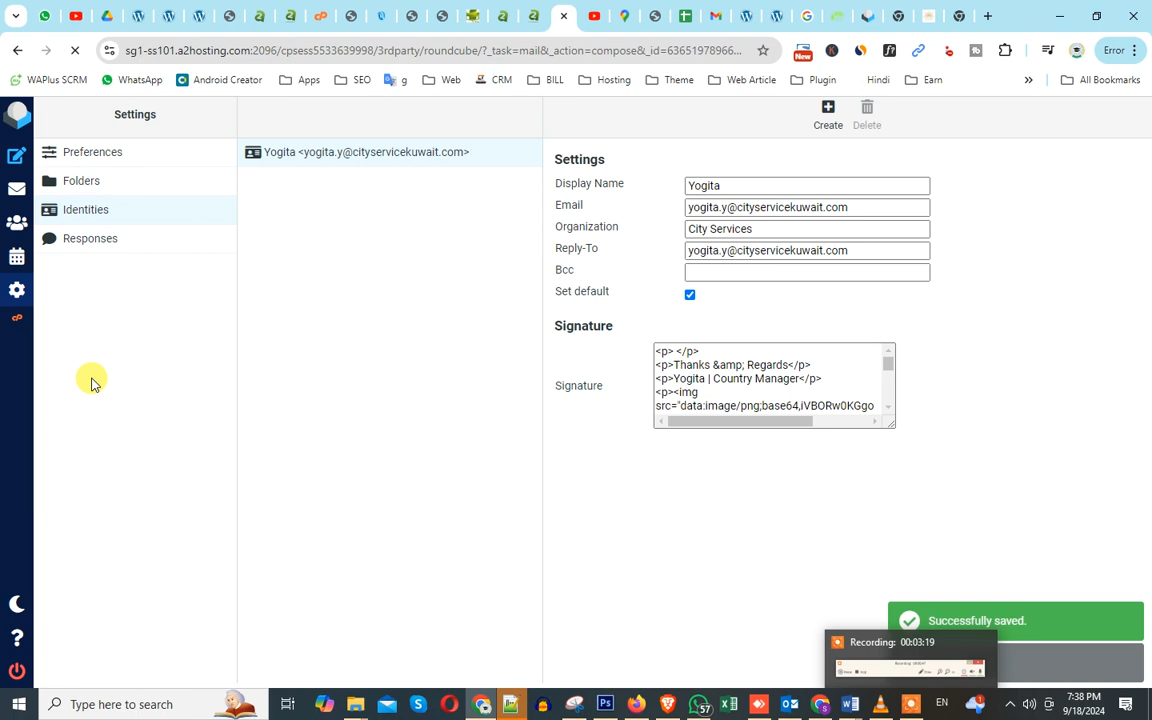 sg1-ss101.a2hosting.com:2096/cpsess5533639998/3rdparty/roundcube/?_task=mail&_action=compose&_id=63651978966...
New
Error
WAPlus SCRM
WhatsApp
Android Creator
Apps
SEO
g
Web
CRM
BILL
Hosting
Theme
Web Article
Plugin
Hindi
Earn
All Bookmarks
Settings
Create
Delete
Preferences
Folders
Identities
Responses
Yogita <yogita.y@cityservicekuwait.com>
Settings
Display Name
Yogita
Email
yogita.y@cityservicekuwait.com
Organization
City Services
Reply-To
yogita.y@cityservicekuwait.com
Bcc
Set default
Signature
Signature
<p> </p>
<p>Thanks &amp; Regards</p>
<p>Yogita | Country Manager</p>
<p><img
src="data:image/png;base64,iVBORw0KGgo
Successfully saved.
Recording: 00:03:19
Type here to search
57
EN
7:38 PM
9/18/2024